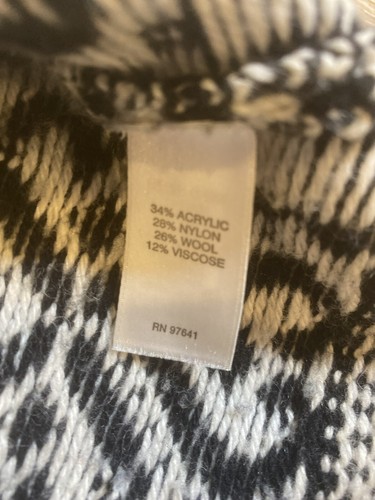 34% ACRYLIC
28% NYLON
26% WOOL
12% VISCOSE
RN 97641